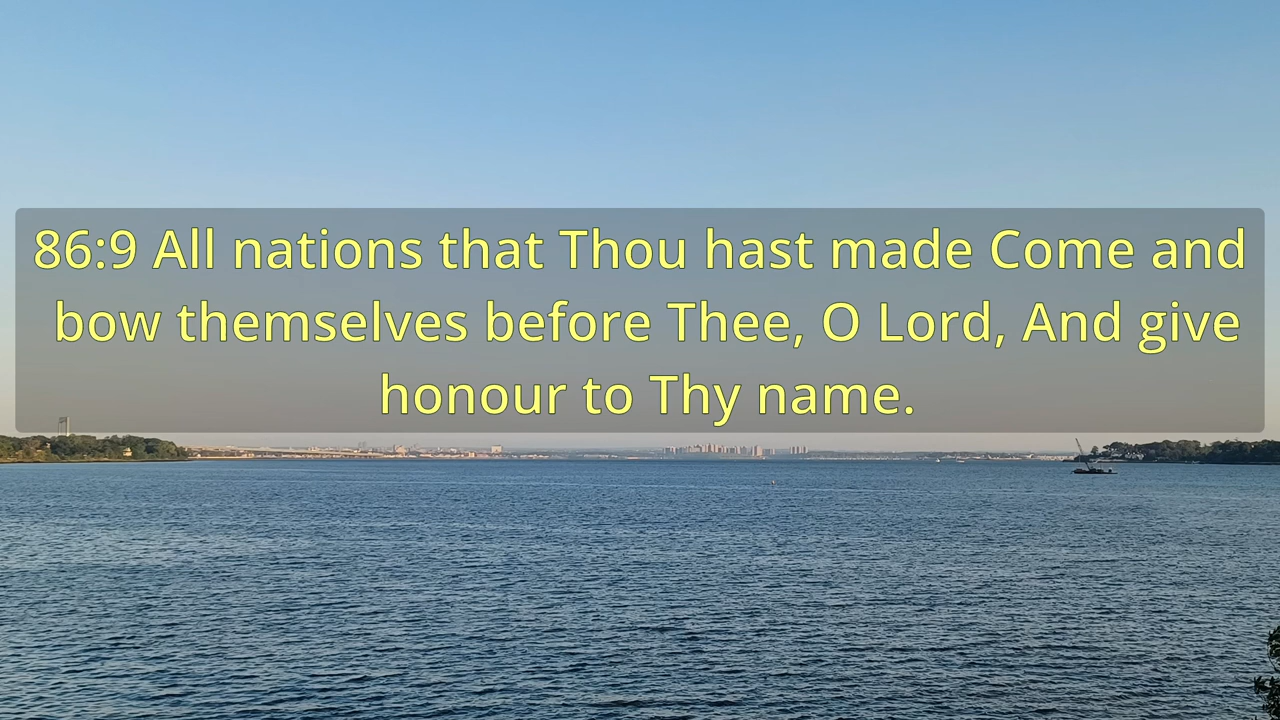 86:9 All nations that Thou hast made Come and
bow themselves before Thee, O Lord, And give
honour to Thy name.